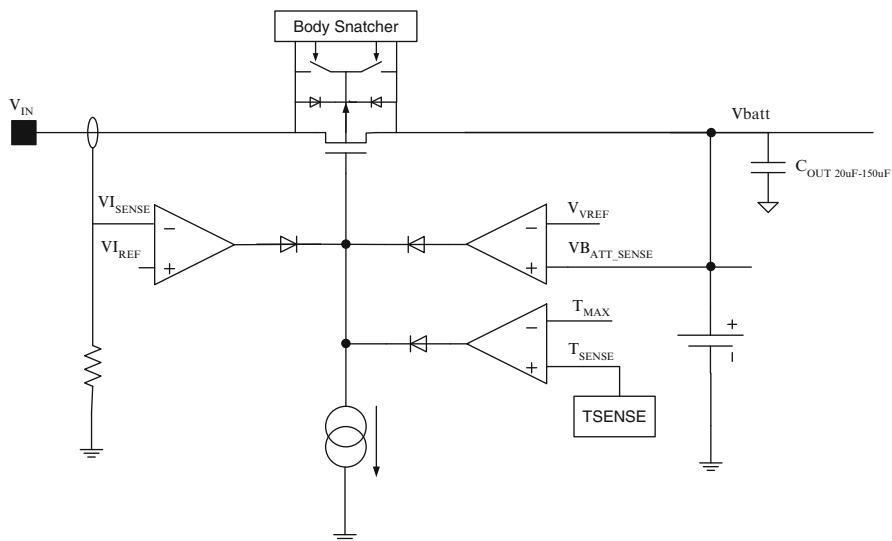 Body Snatcher
V_IN
Vbatt
C_OUT 20uF-150uF
VI_SENSE
VI_REF
−
+
V_VREF
VB_ATT_SENSE
−
+
T_MAX
T_SENSE
−
+
+
−
TSENSE